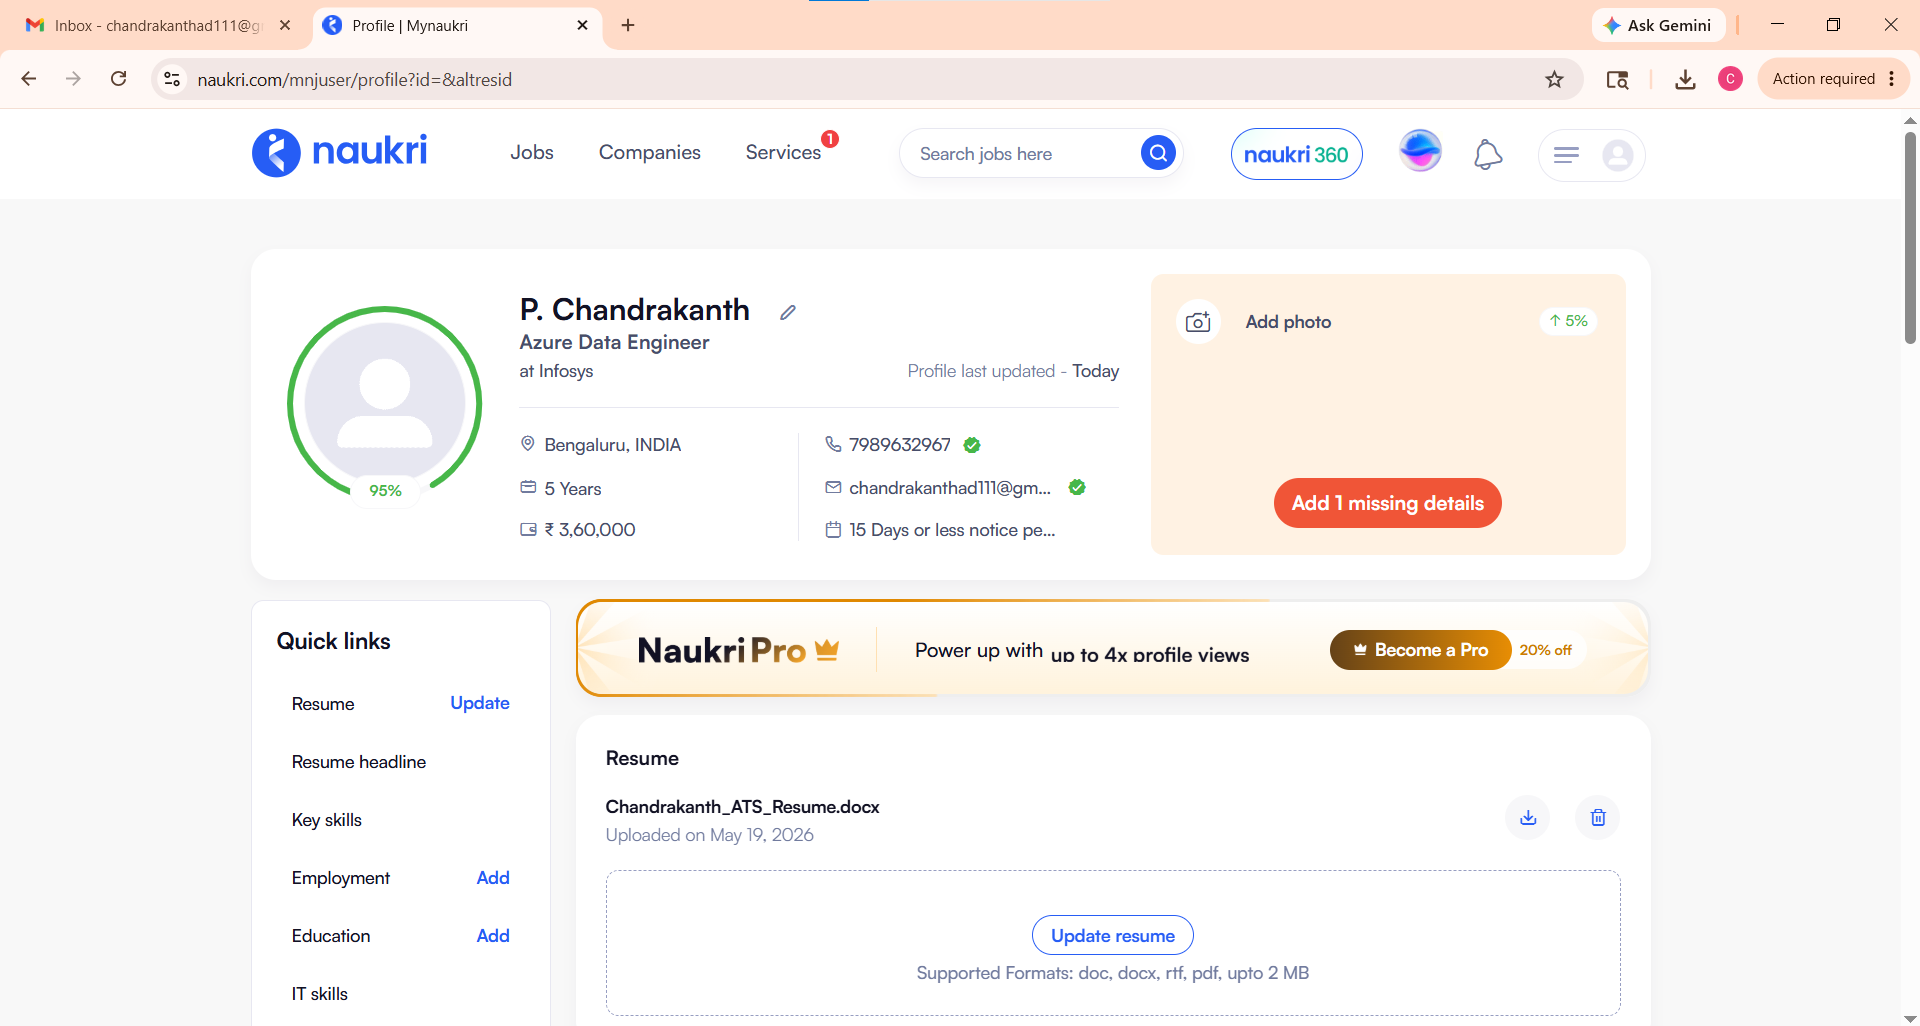 Inbox - chandrakanthad111@g
Profile | Mynaukri
Ask Gemini
naukri.com/mnjuser/profile?id=&altresid
C
Action required
naukri
Jobs
Companies
Services
1
Search jobs here
naukri 360
P. Chandrakanth
Azure Data Engineer
at Infosys
Profile last updated - Today
Bengaluru, INDIA
5 Years
₹ 3,60,000
7989632967
chandrakanthad111@gm...
15 Days or less notice pe...
95%
Add photo
↑ 5%
Add 1 missing details
Quick links
Resume
Update
Resume headline
Key skills
Employment
Add
Education
Add
IT skills
Naukri Pro
Power up with up to 4x profile views
Become a Pro
20% off
Resume
Chandrakanth_ATS_Resume.docx
Uploaded on May 19, 2026
Update resume
Supported Formats: doc, docx, rtf, pdf, upto 2 MB